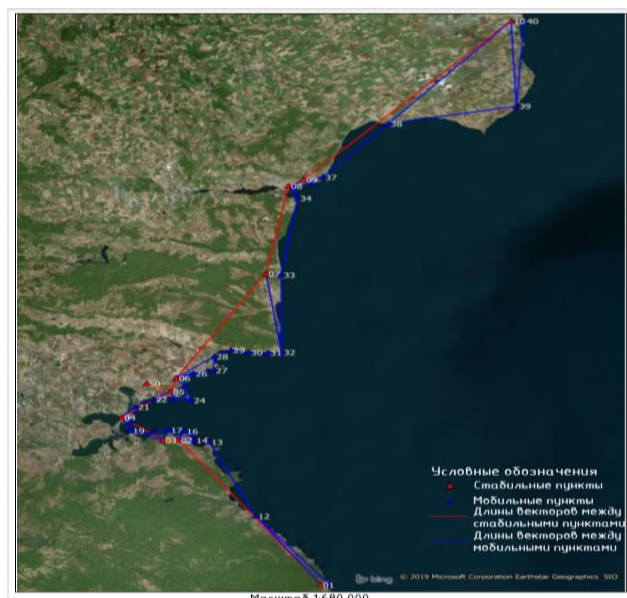 10 40
39
38
37
09
08
34
07 33
32
31
30
29
28
27
26
06
50
05
24
22
21
04
19
17 16
03 02 14 13
12
01
Условные обозначения
Стабильные пункты
Мобильные пункты
Длины векторов между
стабильными пунктами
Длины векторов между
мобильными пунктами
bing © 2019 Microsoft Corporation Earthstar Geographics SIO
Масштаб 1:680 000